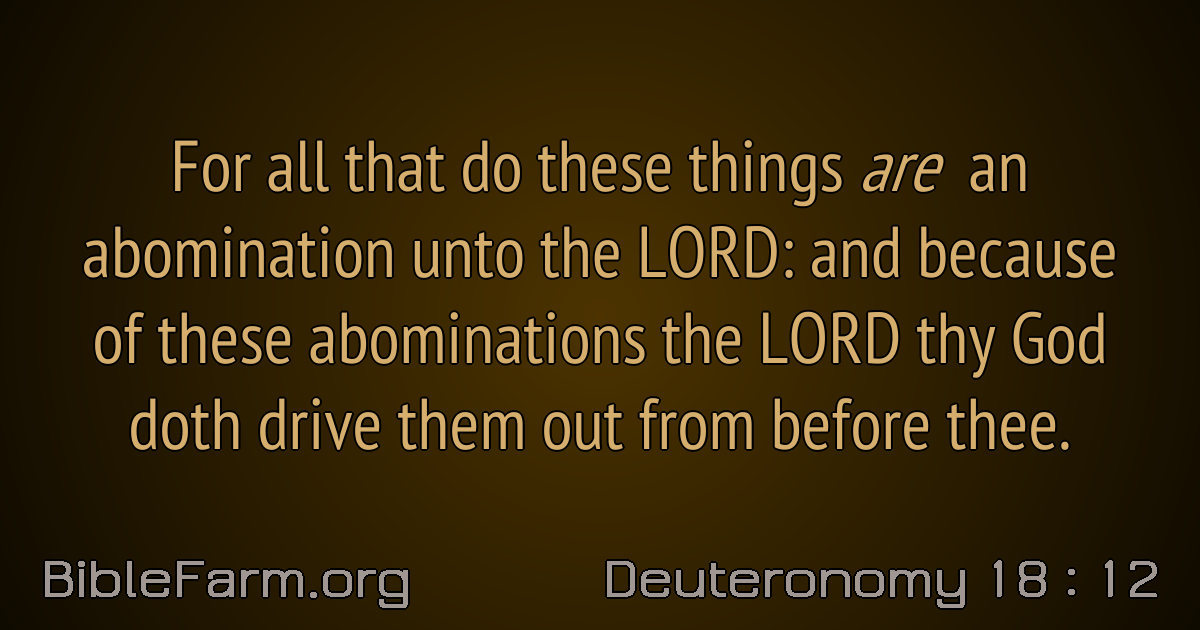 For all that do these things are an
abomination unto the LORD: and because
of these abominations the LORD thy God
doth drive them out from before thee.
BibleFarm.org
Deuteronomy 18 : 12